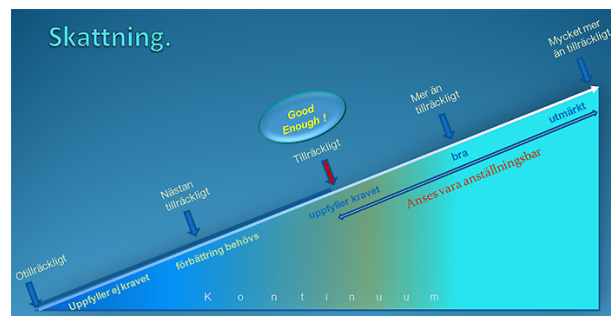 Skattning.
Mycket mer
än tillräckligt
Good
Enough !
Mer än
tillräckligt
Tillräckligt
Nästan
tillräckligt
Otillräckligt
utmärkt
bra
Anses vara anställningsbar
uppfyller kravet
förbättring behövs
Uppfyller ej kravet
K o n t i n u u m